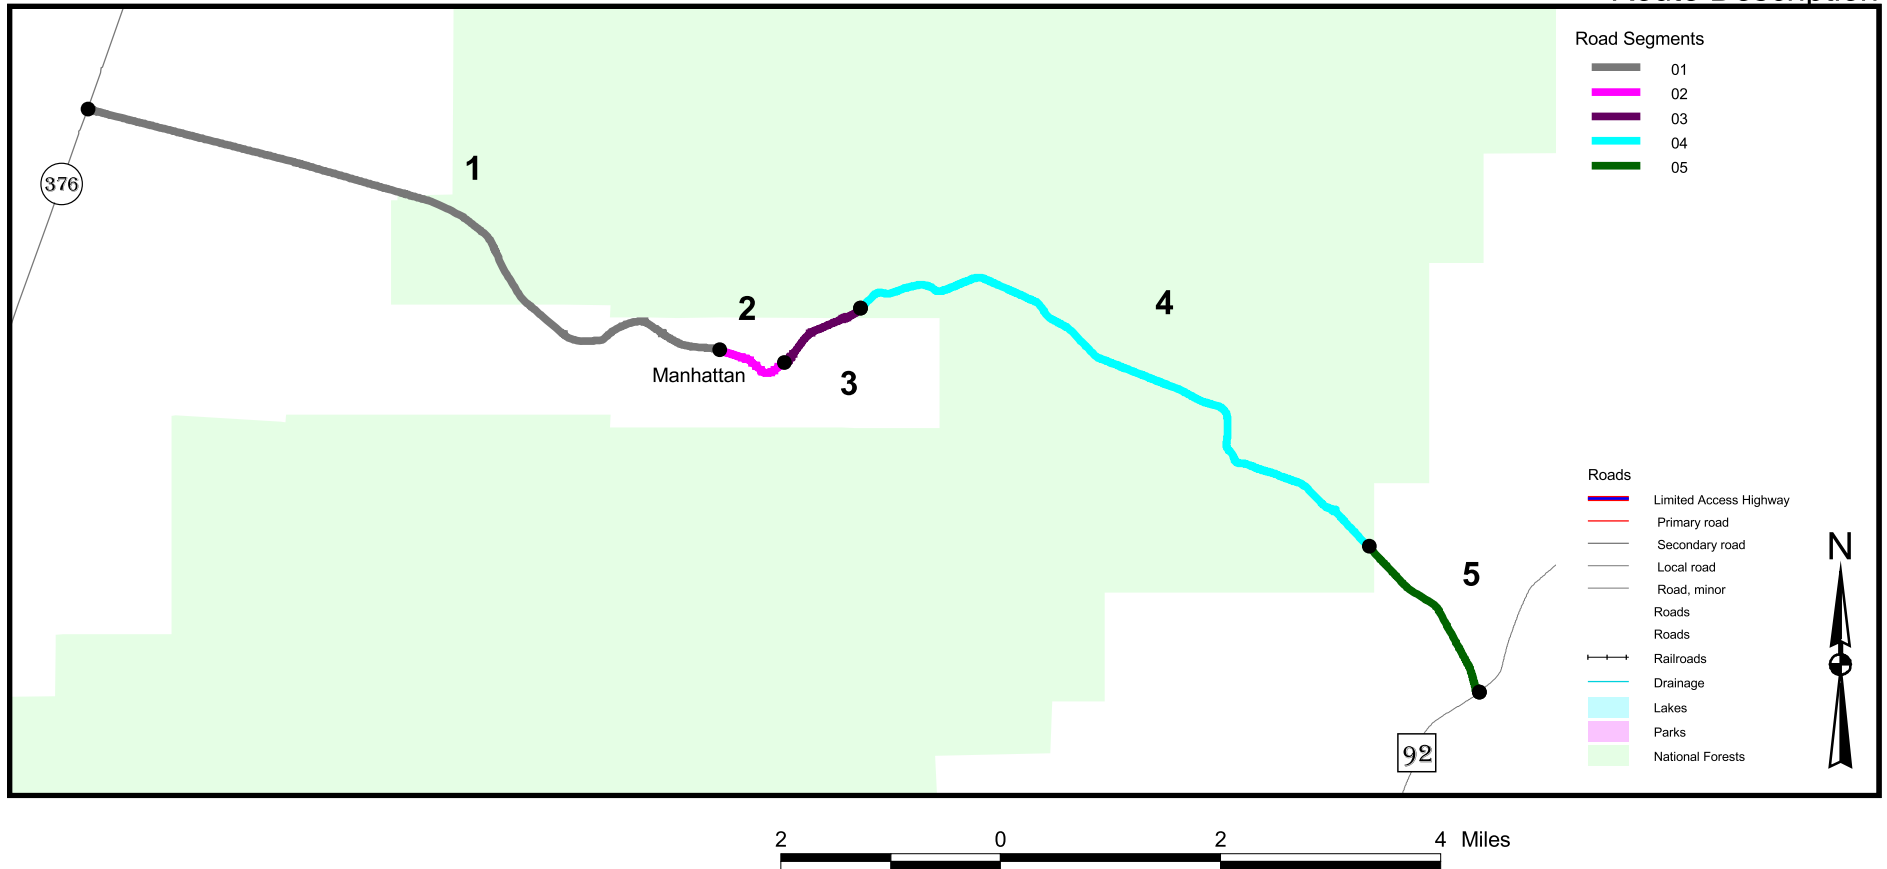 Route Description
Road Segments
01
02
03
04
05
1
376
2
4
Manhattan
3
5
92
Roads
Limited Access Highway
Primary road
Secondary road
Local road
Road, minor
Roads
Roads
Railroads
Drainage
Lakes
Parks
National Forests
N
2 0 2 4 Miles